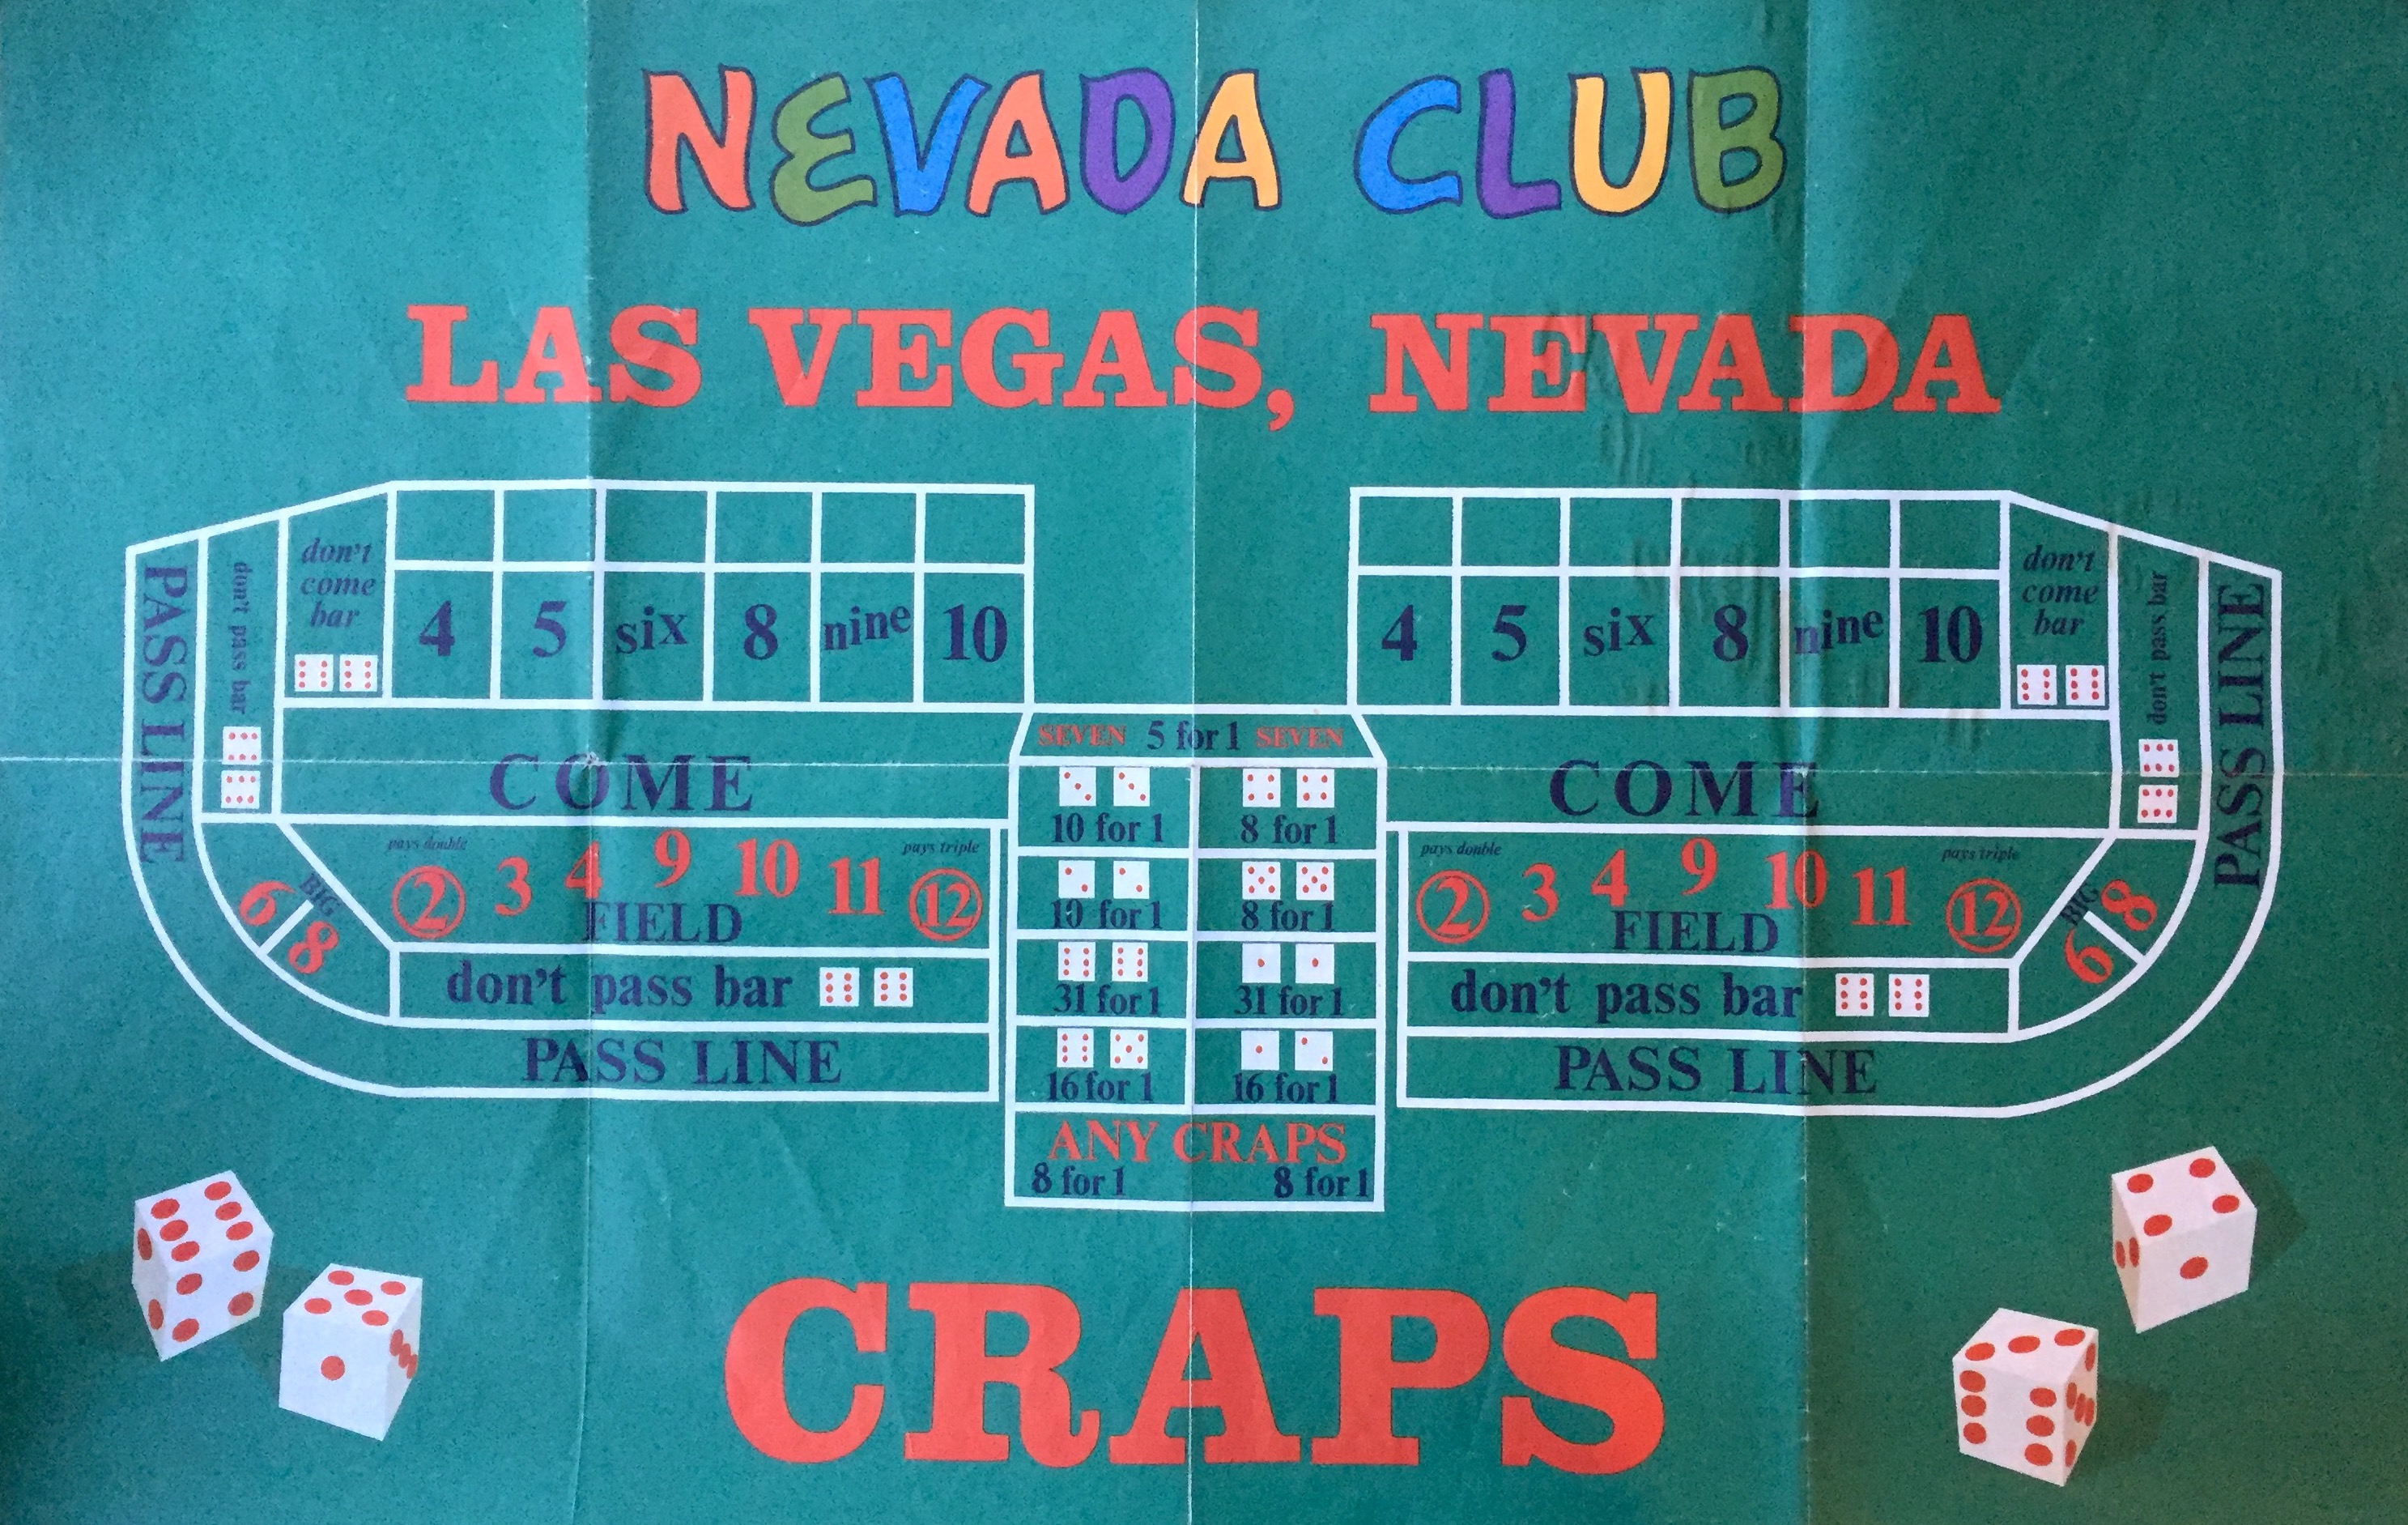 NEVADA CLUB
LAS VEGAS, NEVADA
PASS LINE
don't pass bar
don't
come
bar
4 5 six 8 nine 10
COME
pays double pays triple
2 3 4 9 10 11 12
FIELD
BIG
6 8
don't pass bar
PASS LINE
SEVEN 5 for 1 SEVEN
10 for 1 8 for 1
10 for 1 8 for 1
31 for 1 31 for 1
16 for 1 16 for 1
ANY CRAPS
8 for 1 8 for 1
4 5 six 8 nine 10
don't
come
bar
don't pass bar
PASS LINE
COME
pays double pays triple
2 3 4 9 10 11 12
FIELD
BIG
6 8
don't pass bar
PASS LINE
CRAPS